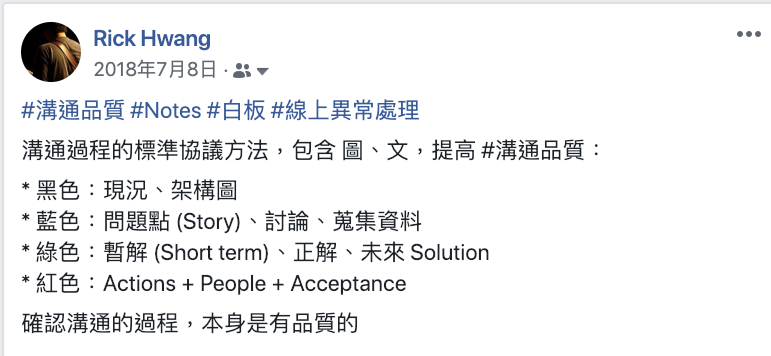 Rick Hwang
2018年7月8日 ·
#溝通品質 #Notes #白板 #線上異常處理
溝通過程的標準協議方法，包含 圖、文，提高 #溝通品質：
* 黑色：現況、架構圖
* 藍色：問題點 (Story)、討論、蒐集資料
* 綠色：暫解 (Short term)、正解、未來 Solution
* 紅色：Actions + People + Acceptance
確認溝通的過程，本身是有品質的